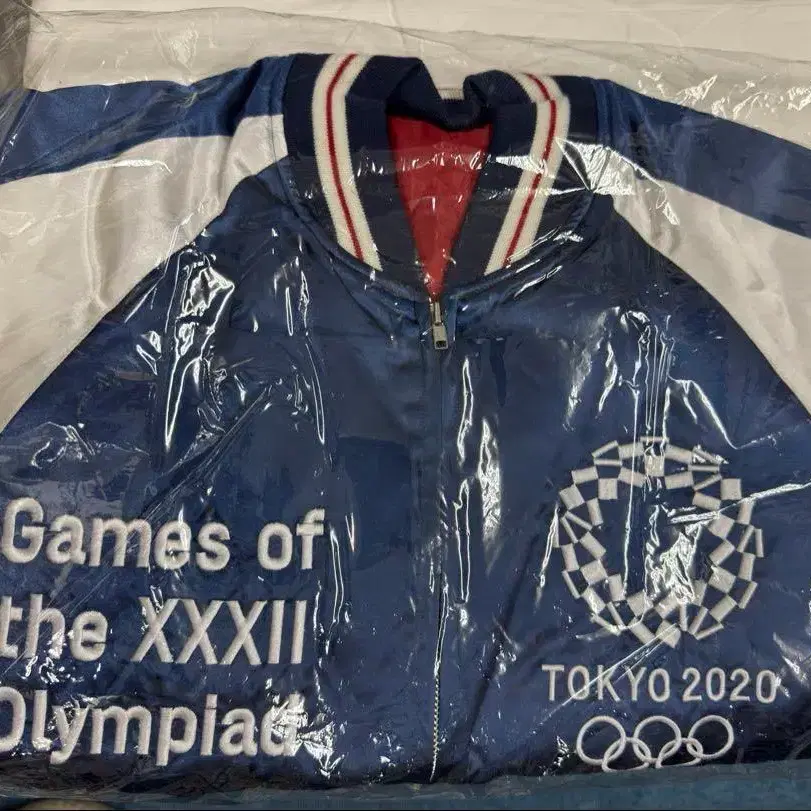 Games of
the XXXII
Olympiad
TOKYO 2020